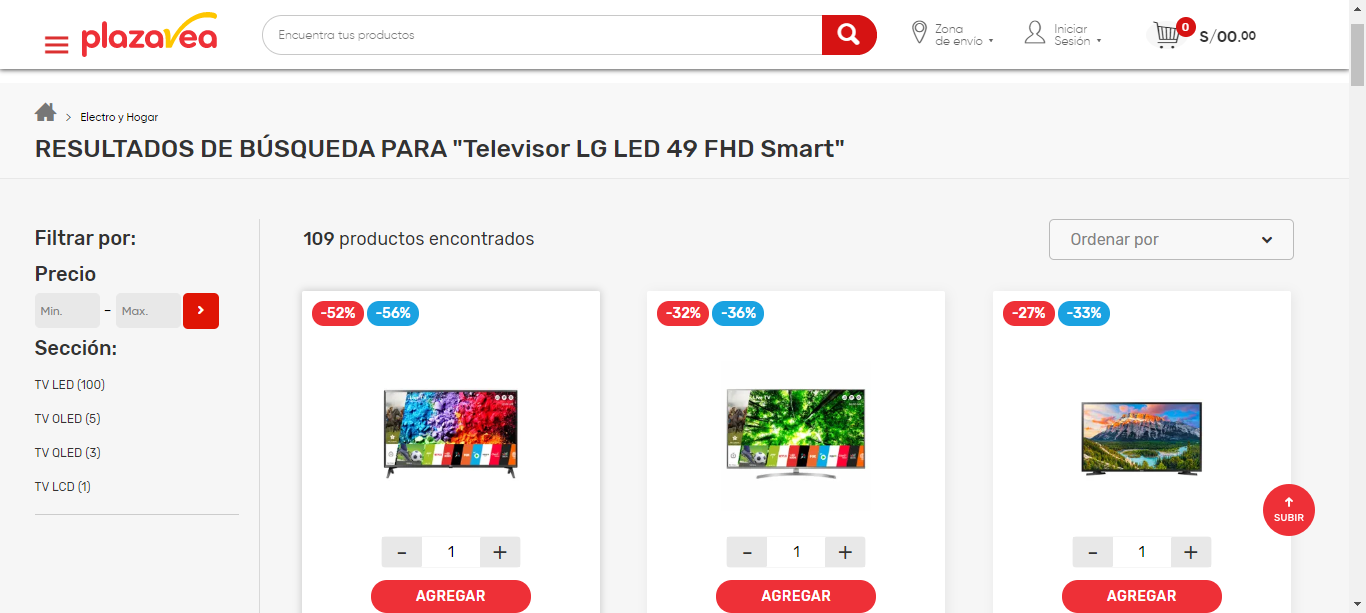 plazavea
Encuentra tus productos
Zona
de envío
Iniciar
Sesión
0
S/00.00
Electro y Hogar
RESULTADOS DE BÚSQUEDA PARA "Televisor LG LED 49 FHD Smart"
Filtrar por:
109 productos encontrados
Ordenar por
Precio
Min. – Max.
Sección:
TV LED (100)
TV OLED (5)
TV QLED (3)
TV LCD (1)
-52% -56%
- 1 +
AGREGAR
-32% -36%
- 1 +
AGREGAR
-27% -33%
- 1 +
AGREGAR
SUBIR